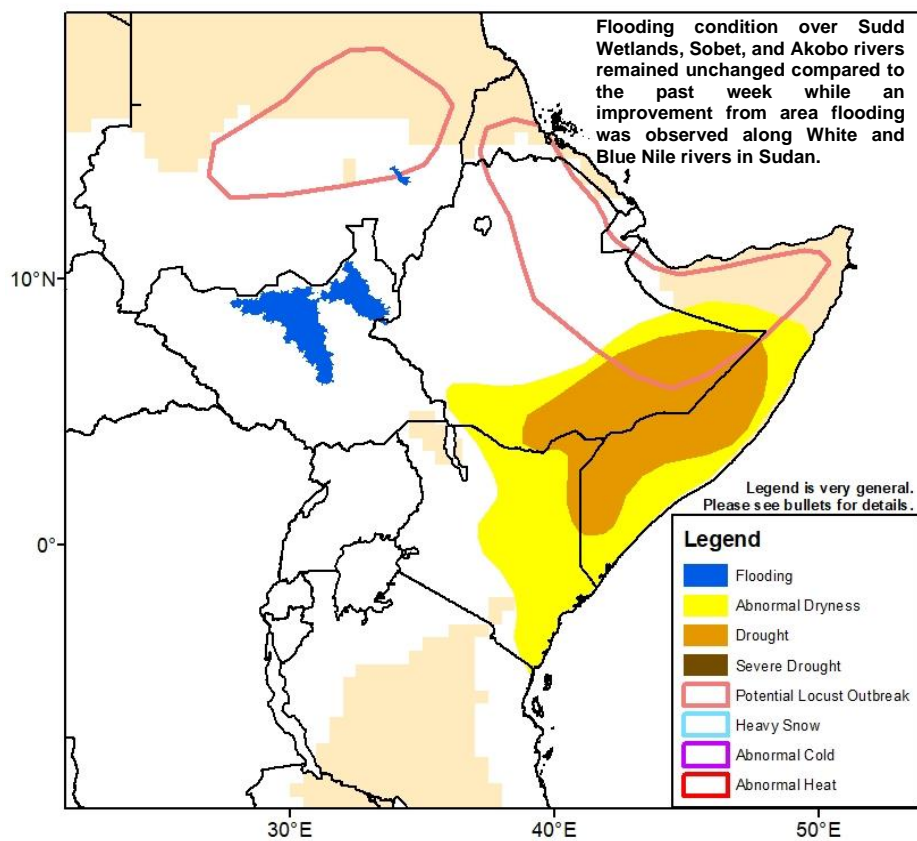 Flooding condition over Sudd
Wetlands, Sobet, and Akobo rivers
remained unchanged compared to
the past week while an
improvement from area flooding
was observed along White and
Blue Nile rivers in Sudan.
10°N
0°
Legend is very general.
Please see bullets for details.
Legend
Flooding
Abnormal Dryness
Drought
Severe Drought
Potential Locust Outbreak
Heavy Snow
Abnormal Cold
Abnormal Heat
30°E
40°E
50°E